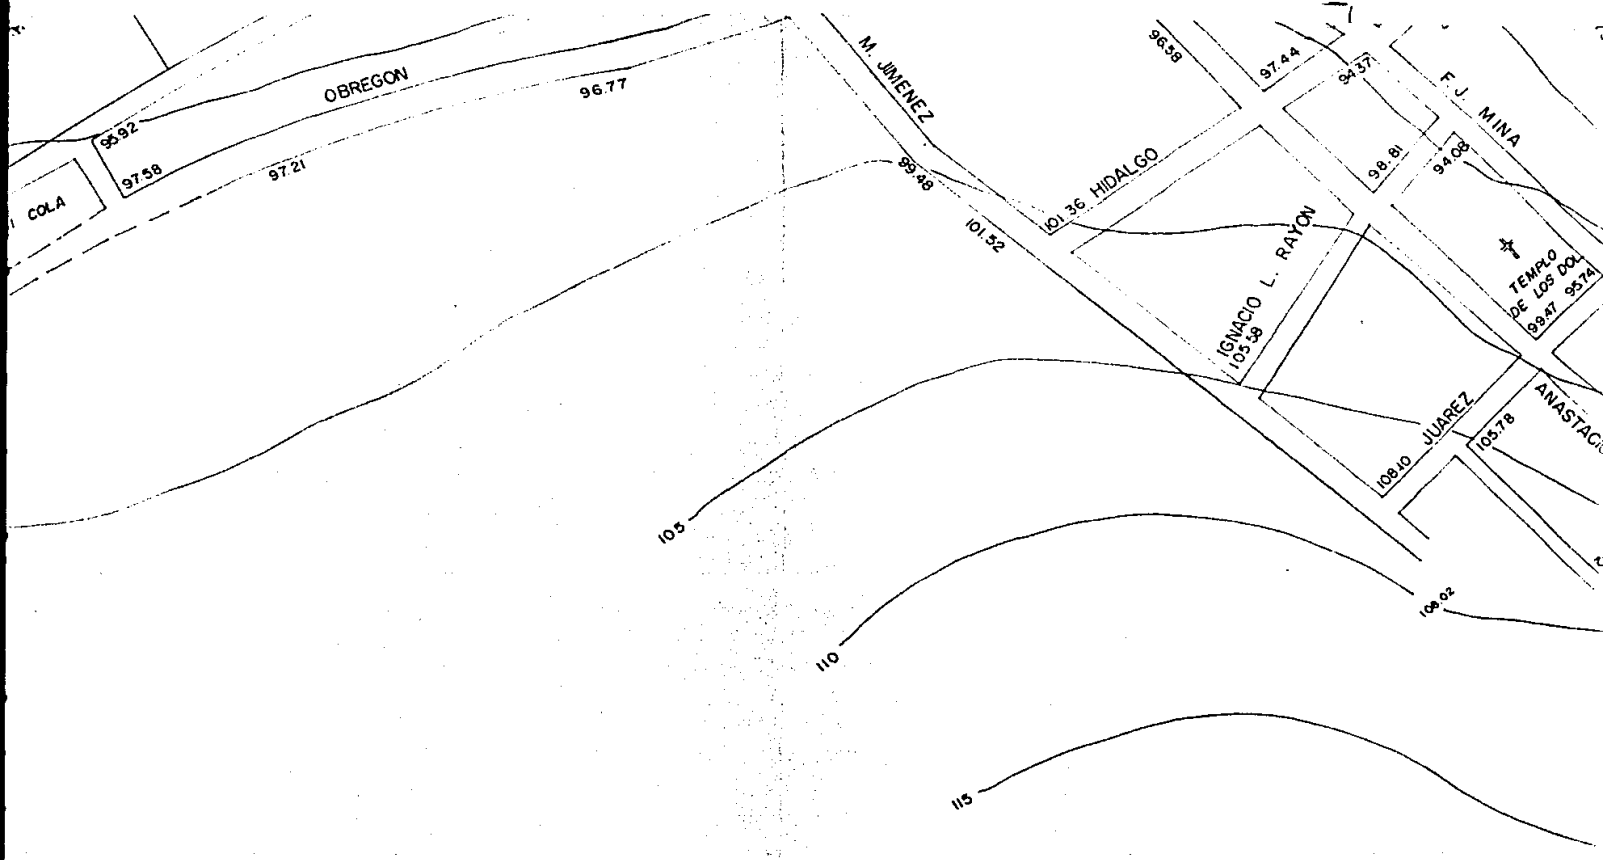 OBREGON
95.92
97.58
97.21
96.77
COLA
M. JIMENEZ
99.48
101.52
101.36 HIDALGO
96.58
97.44
94.37
F. J. MINA
98.81
94.08
IGNACIO L. RAYON
105.58
TEMPLO
DE LOS DOL.
99.47 95.74
JUAREZ
108.10
105.78
ANASTACIO
105
110
108.02
115